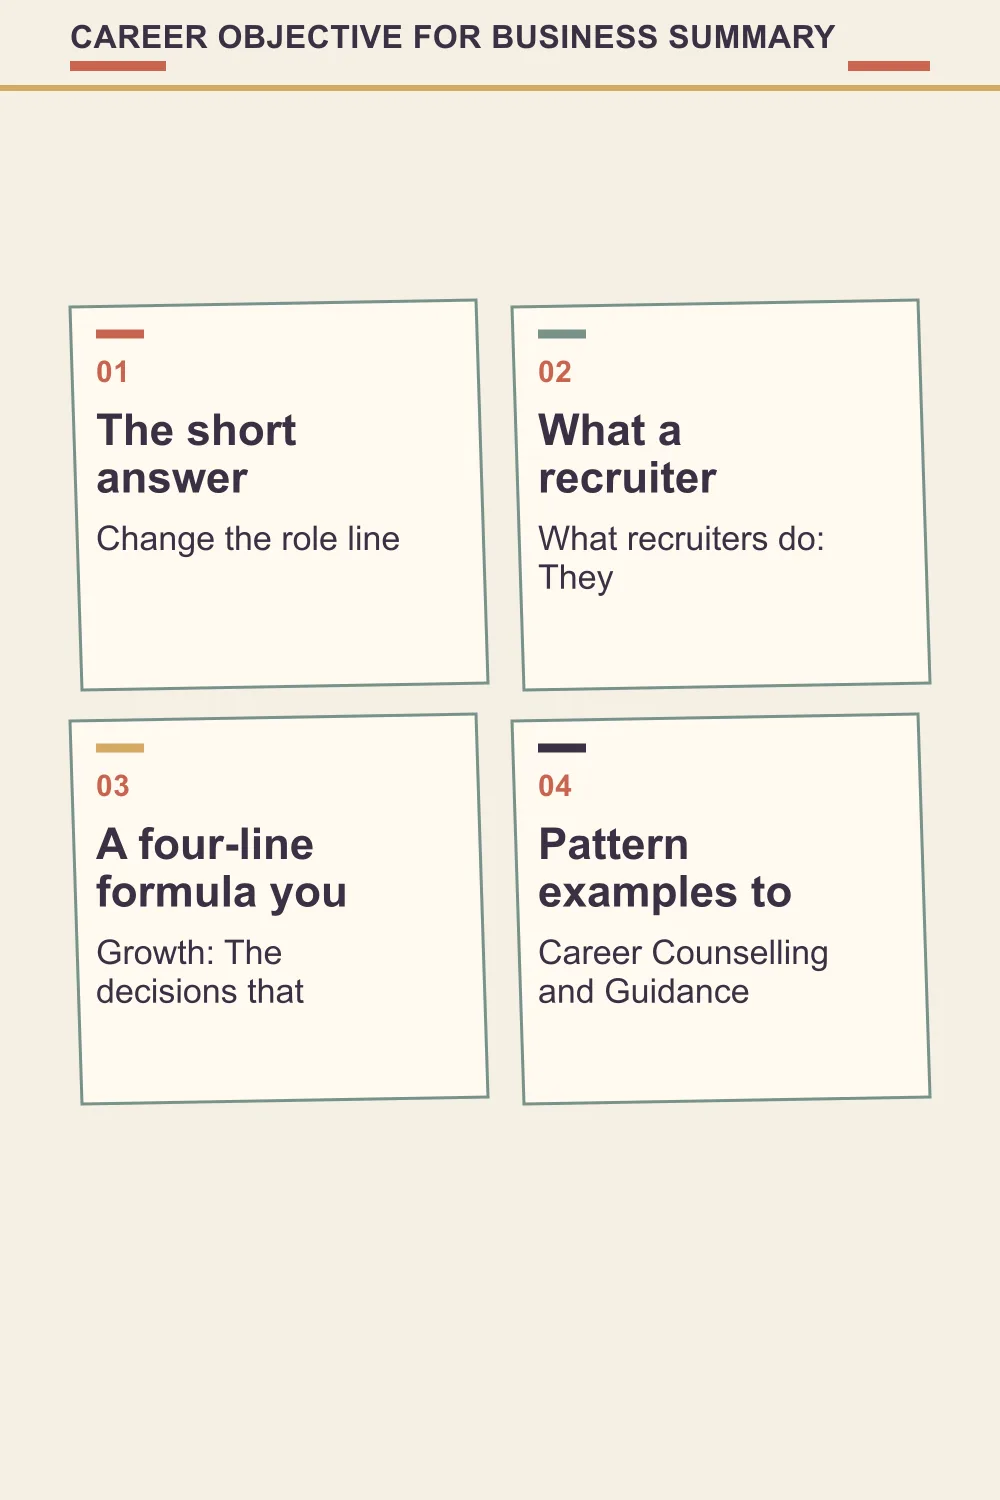 CAREER OBJECTIVE FOR BUSINESS SUMMARY
01
The short
answer
Change the role line
02
What a
recruiter
What recruiters do:
They
03
A four-line
formula you
Growth: The
decisions that
04
Pattern
examples to
Career Counselling
and Guidance